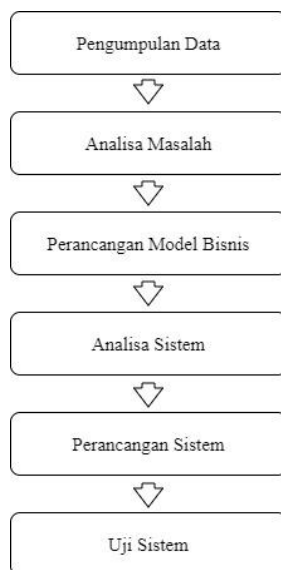 Pengumpulan Data
Analisa Masalah
Perancangan Model Bisnis
Analisa Sistem
Perancangan Sistem
Uji Sistem